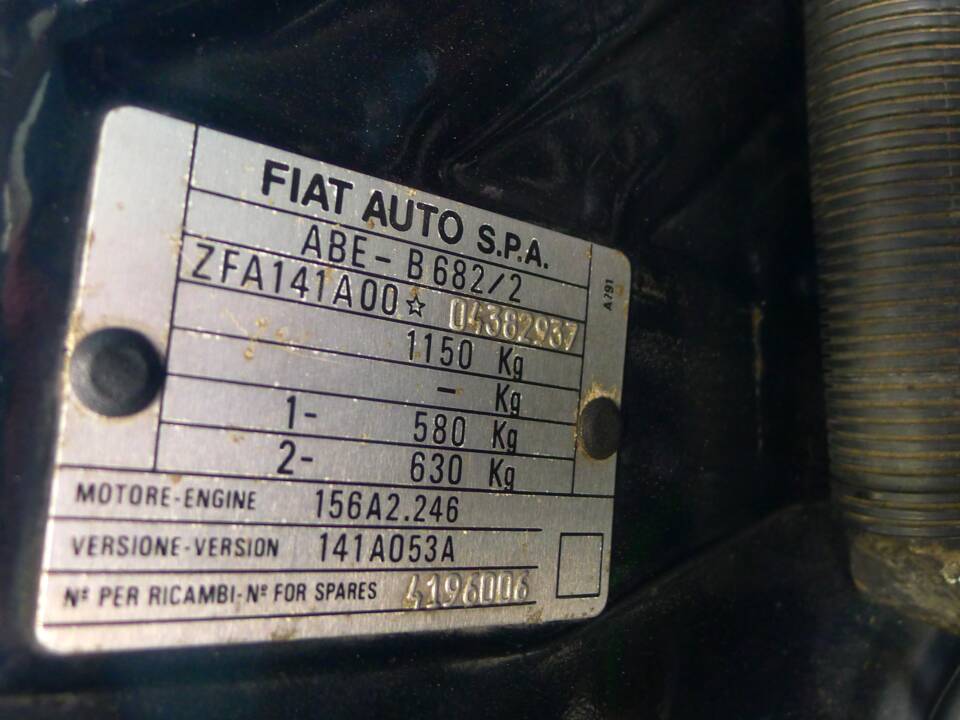 FIAT AUTO S.P.A.
ABE - B682/2
ZFA141A00☆ 04382937
1150 Kg
- Kg
1- 580 Kg
2- 630 Kg
MOTORE-ENGINE 156A2.246
VERSIONE-VERSION 141A053A
Nº PER RICAMBI-Nº FOR SPARES 4196006
A291